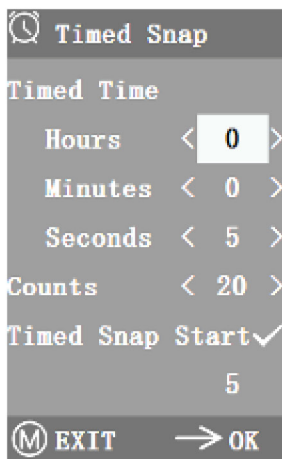 Timed Snap
Timed Time
Hours < 0 >
Minutes < 0 >
Seconds < 5 >
Counts < 20 >
Timed Snap Start✓
5
M EXIT → OK